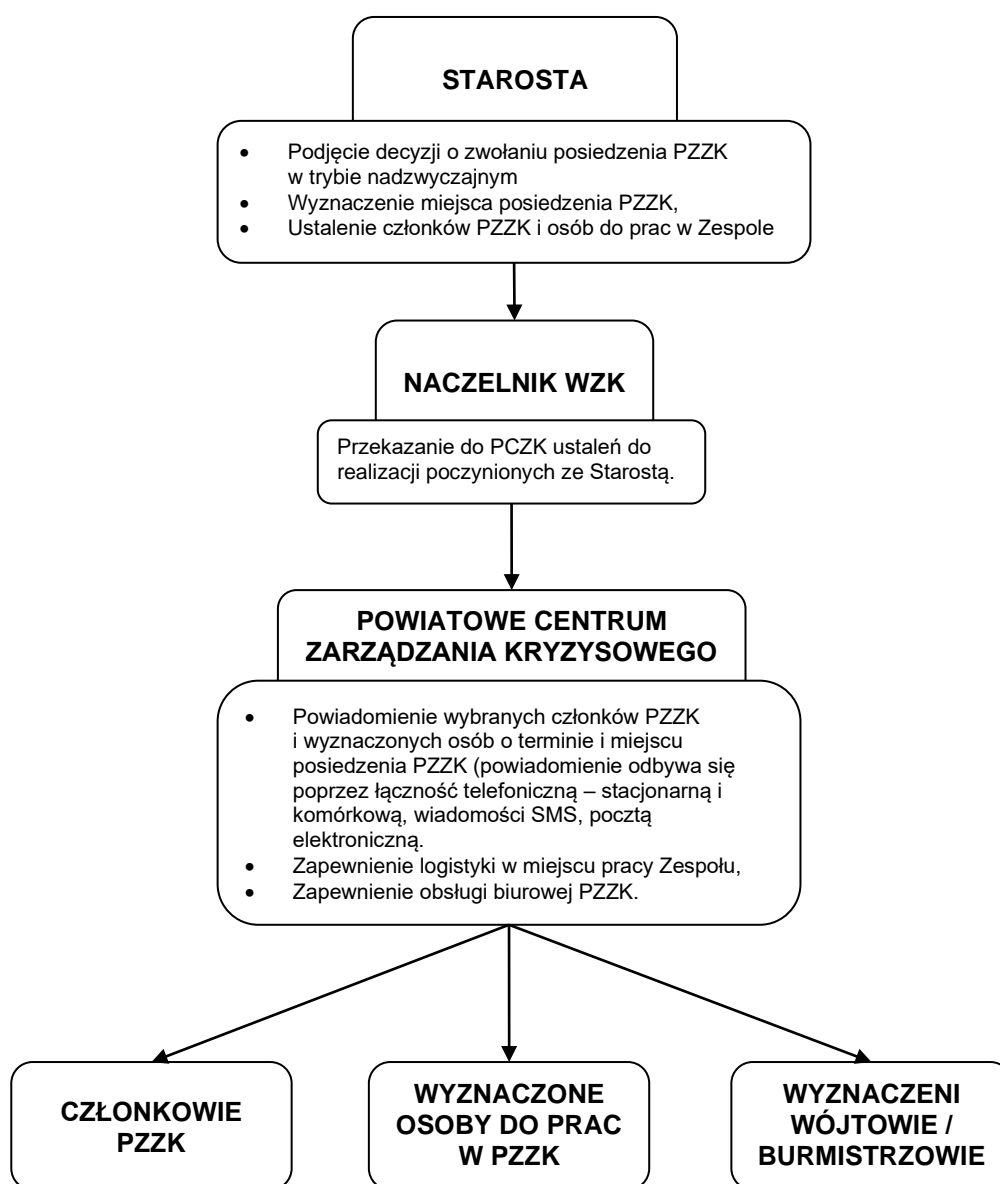 STAROSTA
• Podjęcie decyzji o zwołaniu posiedzenia PZZK
w trybie nadzwyczajnym
• Wyznaczenie miejsca posiedzenia PZZK,
• Ustalenie członków PZZK i osób do prac w Zespole
NACZELNIK WZK
Przekazanie do PCZK ustaleń do
realizacji poczynionych ze Starostą.
POWIATOWE CENTRUM
ZARZĄDZANIA KRYZYSOWEGO
• Powiadomienie wybranych członków PZZK
i wyznaczonych osób o terminie i miejscu
posiedzenia PZZK (powiadomienie odbywa się
poprzez łączność telefoniczną – stacjonarną i
komórkową, wiadomości SMS, pocztą
elektroniczną.
• Zapewnienie logistyki w miejscu pracy Zespołu,
• Zapewnienie obsługi biurowej PZZK.
CZŁONKOWIE
PZZK
WYZNACZONE
OSOBY DO PRAC
W PZZK
WYZNACZENI
WÓJTOWIE /
BURMISTRZOWIE